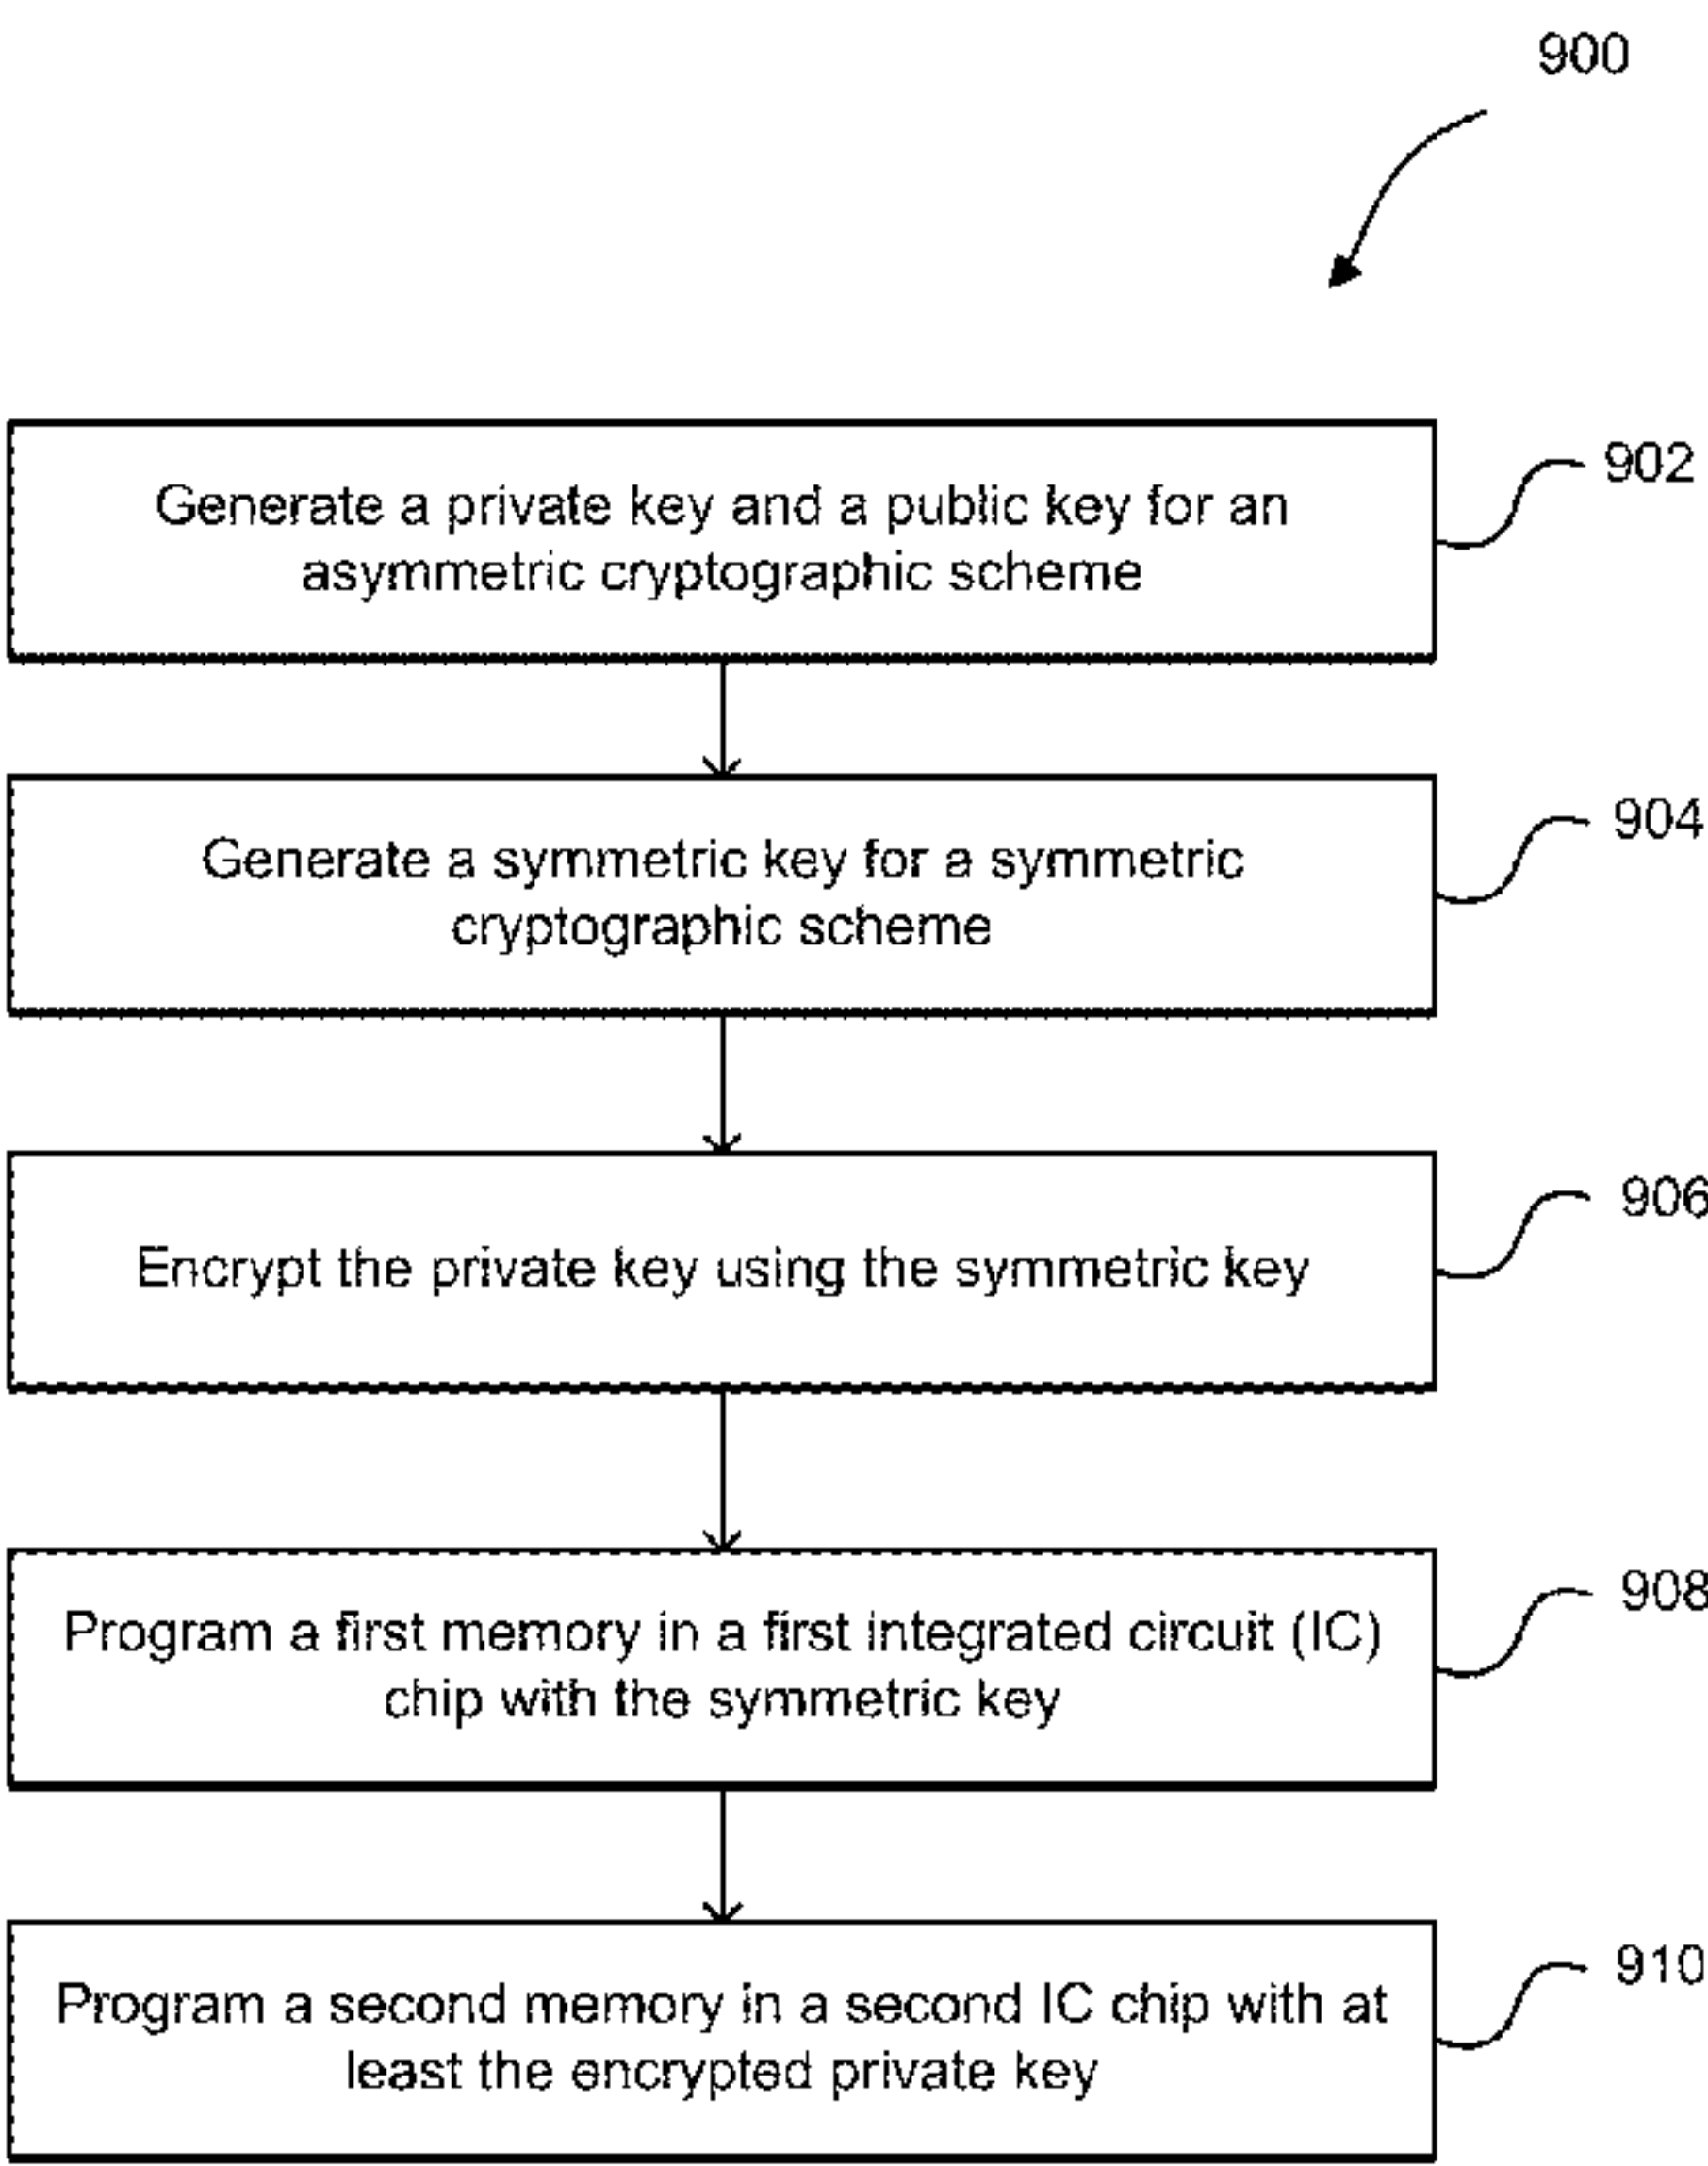 900
Generate a private key and a public key for an
asymmetric cryptographic scheme
902
Generate a symmetric key for a symmetric
cryptographic scheme
904
Encrypt the private key using the symmetric key
906
Program a first memory in a first integrated circuit (IC)
chip with the symmetric key
908
Program a second memory in a second IC chip with at
least the encrypted private key
910